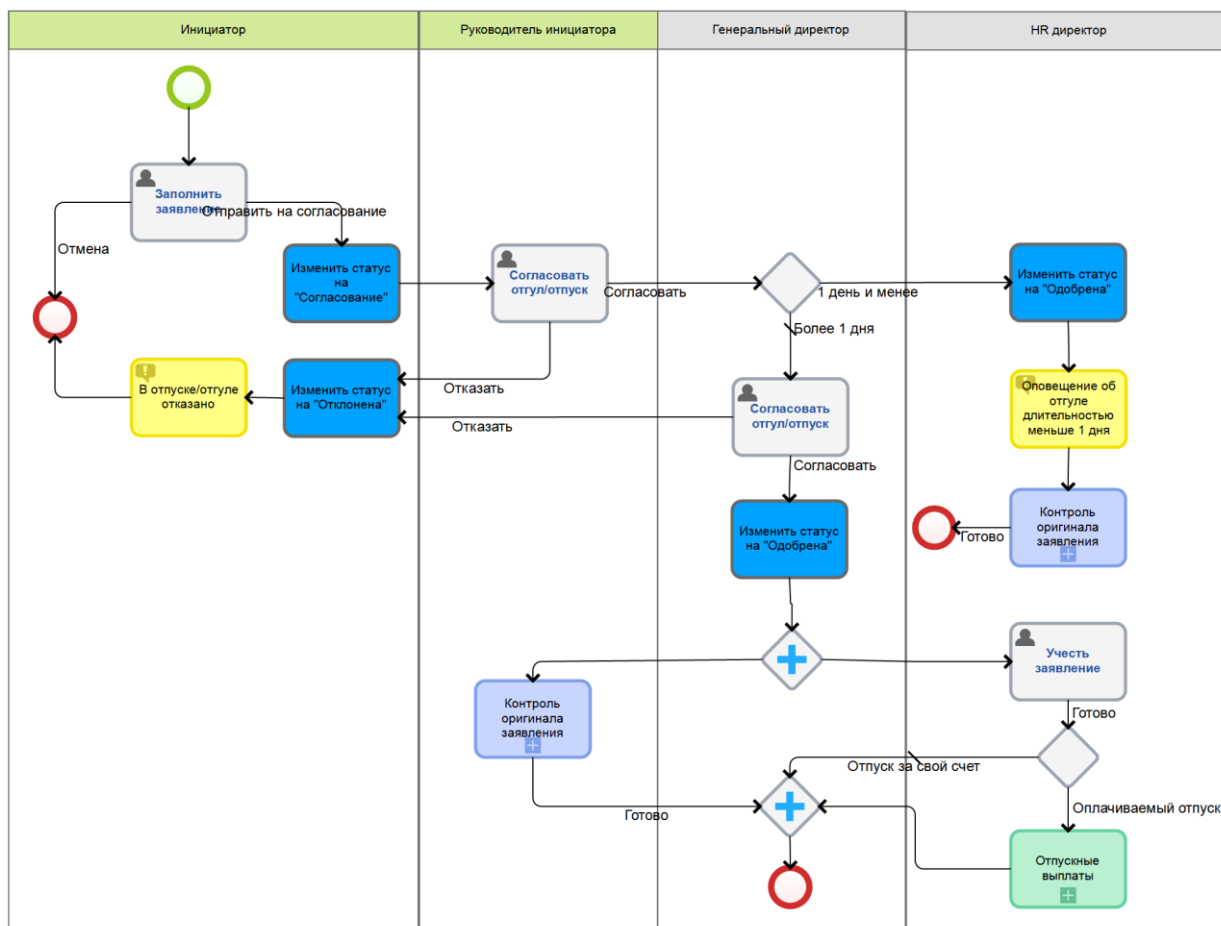 Инициатор
Руководитель инициатора
Генеральный директор
HR директор
Заполнить
заявление
Отправить на согласование
Отмена
Изменить статус
на
"Согласование"
Согласовать
отгул/отпуск
Согласовать
1 день и менее
Изменить статус
на "Одобрена"
Более 1 дня
В отпуске/отгуле
отказано
Изменить статус
на "Отклонена"
Отказать
Отказать
Согласовать
отгул/отпуск
Оповещение об
отгуле
длительностью
меньше 1 дня
Согласовать
Изменить статус
на "Одобрена"
Готово
Контроль
оригинала
заявления
Учесть
заявление
Готово
Контроль
оригинала
заявления
Отпуск за свой счет
Готово
Оплачиваемый отпуск
Отпускные
выплаты